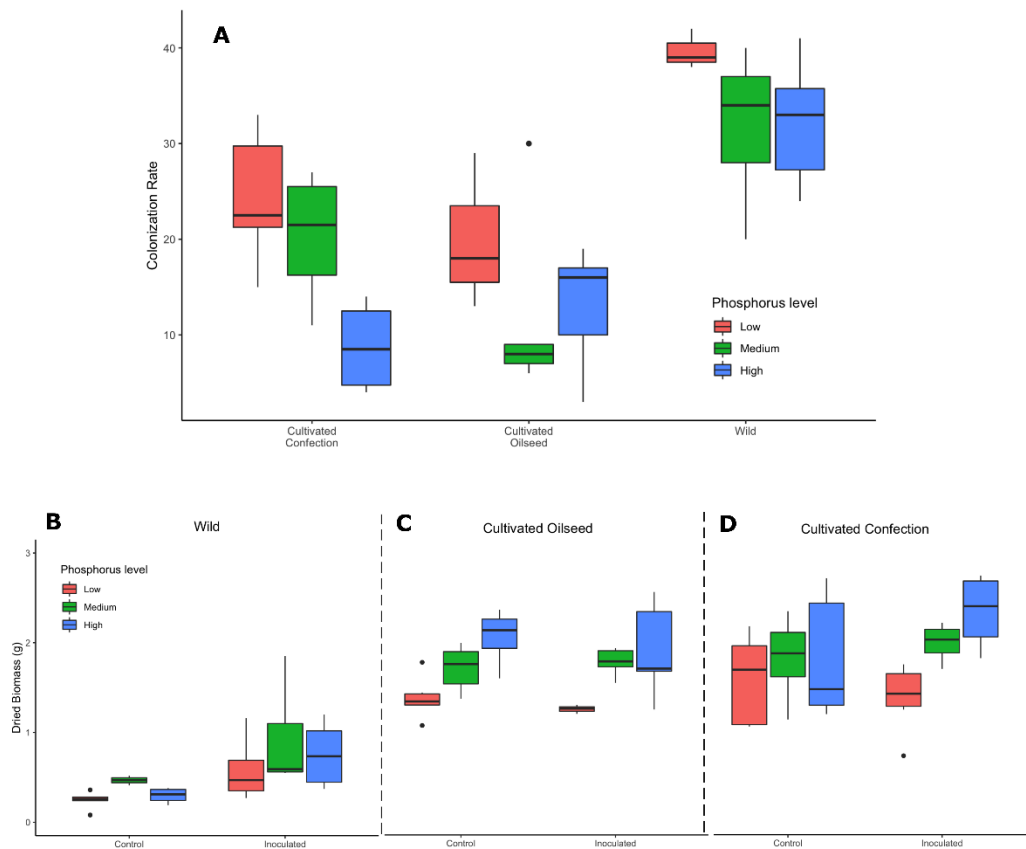 A
40
30
20
10
Colonization Rate
Phosphorus level
Low
Medium
High
Cultivated
Confection
Cultivated
Oilseed
Wild
B
Wild
C
Cultivated Oilseed
D
Cultivated Confection
3
2
1
0
Dried Biomass (g)
Phosphorus level
Low
Medium
High
Control
Inoculated
Control
Inoculated
Control
Inoculated